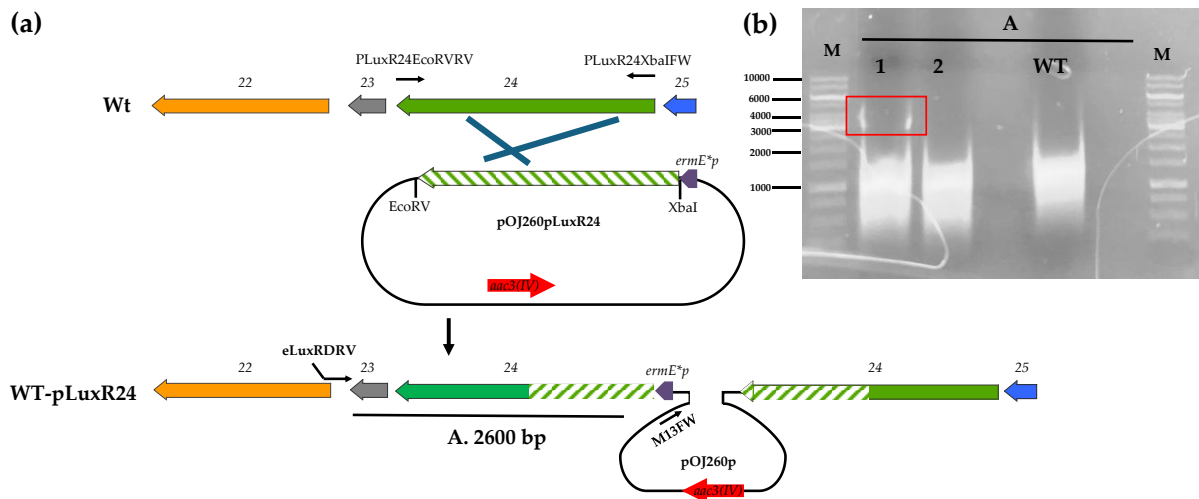 (a)
PLuxR24EcoRVRV
PLuxR24XbaIFW
22
23
24
25
Wt
ermE*p
EcoRV
XbaI
pOJ260pLuxR24
aac3(IV)
eLuxRDRV
22
23
24
ermE*p
24
25
WT-pLuxR24
M13FW
A. 2600 bp
pOJ260p
aac3(IV)
(b)
A
M
1
2
WT
M
10000
6000
4000
3000
2000
1000